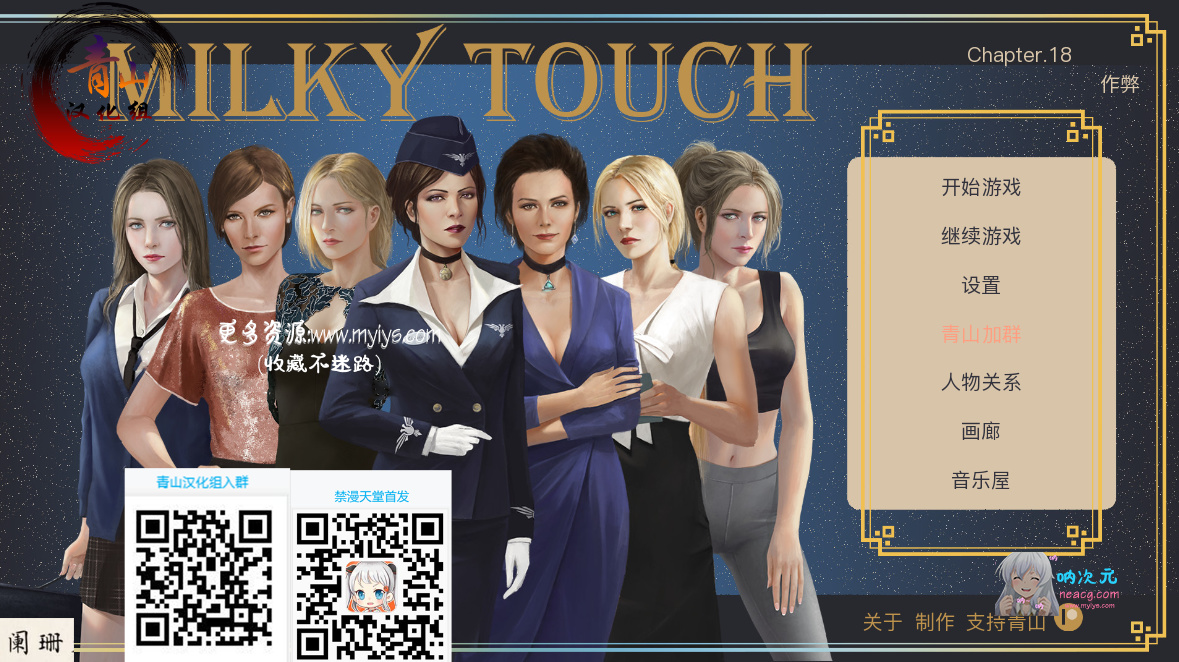 MILKY TOUCH
青山
汉化组
Chapter.18
作弊
开始游戏
继续游戏
设置
青山加群
人物关系
画廊
音乐屋
更多资源:www.myiys.com
(收藏不迷路)
青山汉化组入群
禁漫天堂首发
呐次元
neacg.com
www.myiys.com
关于 制作 支持青山
阑珊